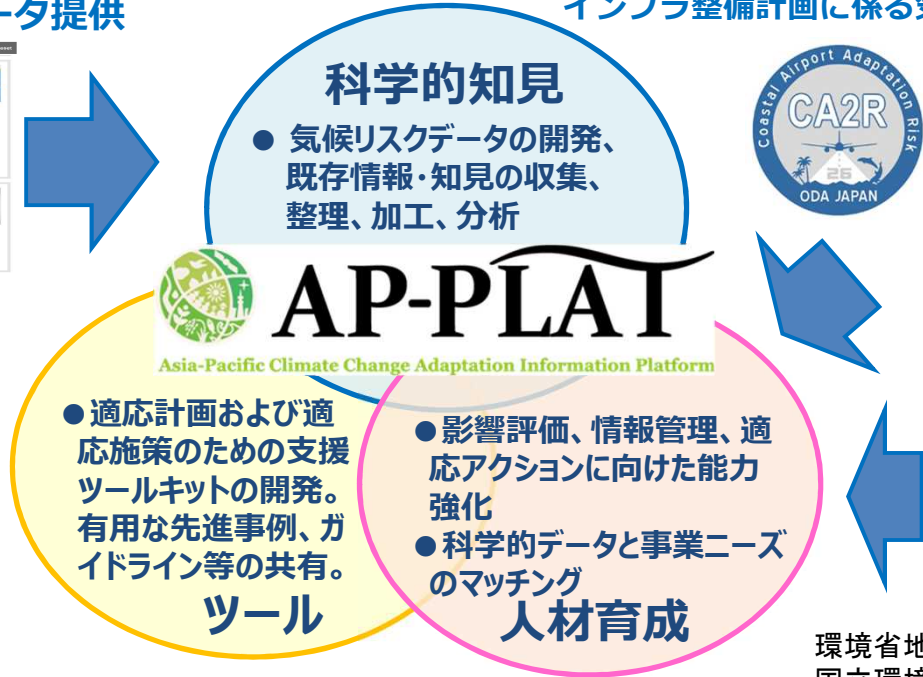 ータ提供
インフラ整備計画に係る気
科学的知見
● 気候リスクデータの開発、
既存情報・知見の収集、
整理、加工、分析
Coastal Airport Adaptation Risk
CA2R
26
ODA JAPAN
AP-PLAT
Asia-Pacific Climate Change Adaptation Information Platform
●適応計画および適
応施策のための支援
ツールキットの開発。
有用な先進事例、ガ
イドライン等の共有。
ツール
●影響評価、情報管理、適
応アクションに向けた能力
強化
●科学的データと事業ニーズ
のマッチング
人材育成
環境省地
国立環境